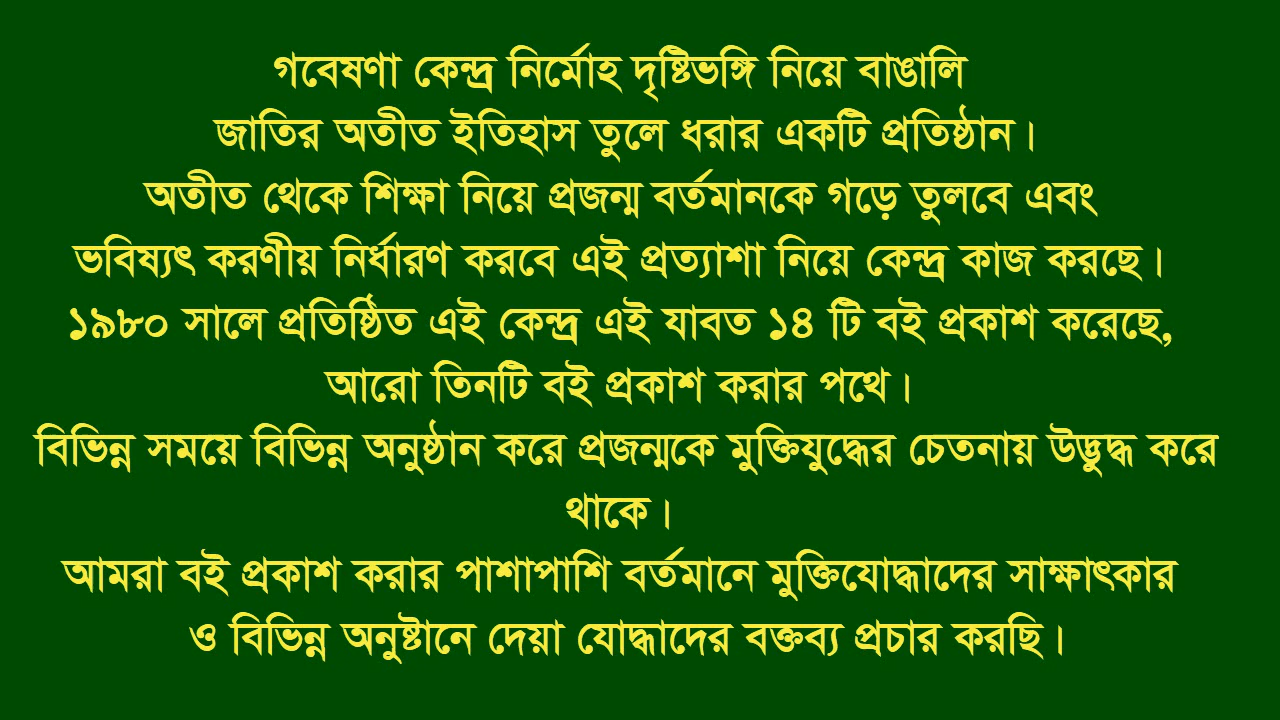 গবেষণা কেন্দ্র নির্মোহ দৃষ্টিভঙ্গি নিয়ে বাঙালি
জাতির অতীত ইতিহাস তুলে ধরার একটি প্রতিষ্ঠান।
অতীত থেকে শিক্ষা নিয়ে প্রজন্ম বর্তমানকে গড়ে তুলবে এবং
ভবিষ্যৎ করণীয় নির্ধারণ করবে এই প্রত্যাশা নিয়ে কেন্দ্র কাজ করছে।
১৯৮০ সালে প্রতিষ্ঠিত এই কেন্দ্র এই যাবত ১৪ টি বই প্রকাশ করেছে,
আরো তিনটি বই প্রকাশ করার পথে।
বিভিন্ন সময়ে বিভিন্ন অনুষ্ঠান করে প্রজন্মকে মুক্তিযুদ্ধের চেতনায় উদ্ভুদ্ধ করে
থাকে।
আমরা বই প্রকাশ করার পাশাপাশি বর্তমানে মুক্তিযোদ্ধাদের সাক্ষাৎকার
ও বিভিন্ন অনুষ্টানে দেয়া যোদ্ধাদের বক্তব্য প্রচার করছি।